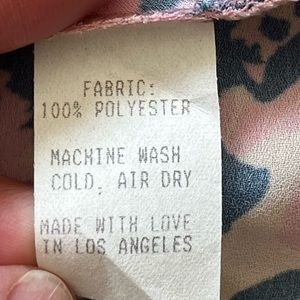 FABRIC:
100% POLYESTER
MACHINE WASH
COLD, AIR DRY
MADE WITH LOVE
IN LOS ANGELES